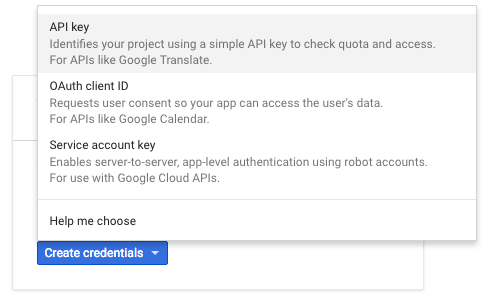 API key
Identifies your project using a simple API key to check quota and access.
For APIs like Google Translate.
OAuth client ID
Requests user consent so your app can access the user's data.
For APIs like Google Calendar.
Service account key
Enables server-to-server, app-level authentication using robot accounts.
For use with Google Cloud APIs.
Help me choose
Create credentials